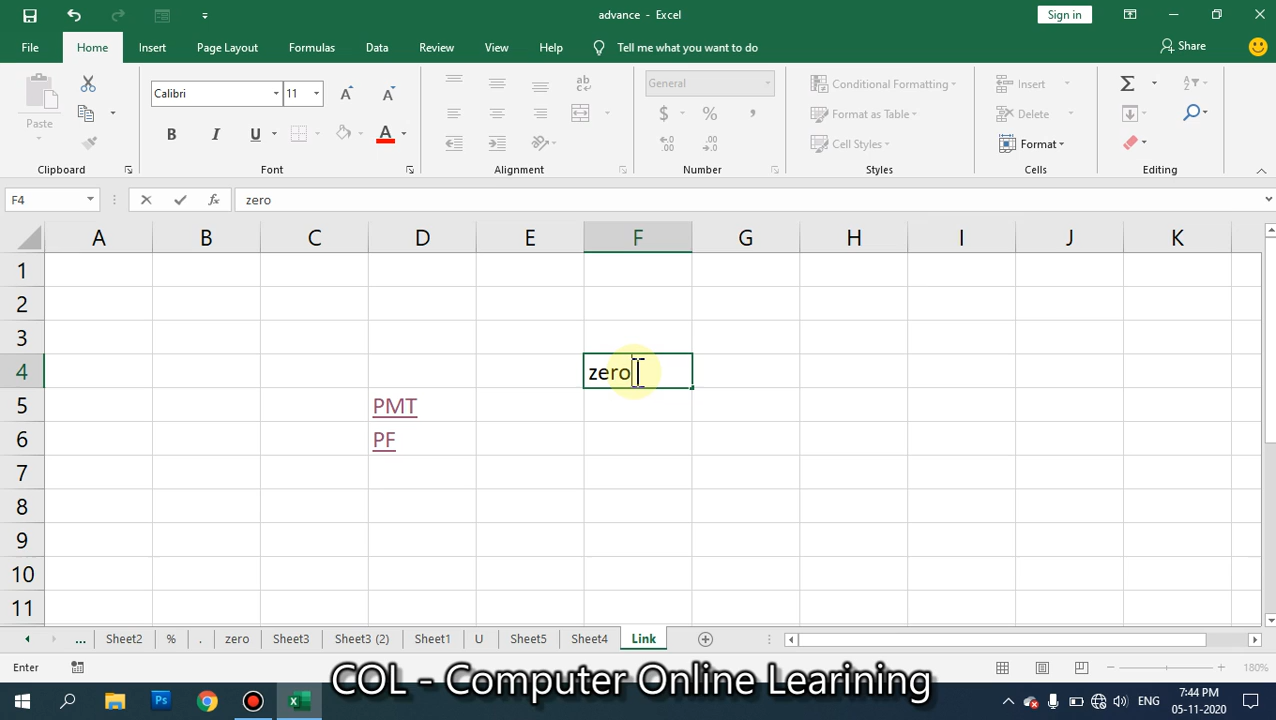 advance - Excel
Sign in
File Home Insert Page Layout Formulas Data Review View Help Tell me what you want to do Share
Calibri 11 General Conditional Formatting Insert
Paste $ % , Format as Table Delete
B I U A Cell Styles Format
Clipboard Font Alignment Number Styles Cells Editing
F4 fx zero
A B C D E F G H I J K
1
2
3
4 zero
5 PMT
6 PF
7
8
9
10
11
... Sheet2 % . zero Sheet3 Sheet3 (2) Sheet1 U Sheet5 Sheet4 Link
Enter 180%
COL - Computer Online Learining
Ps ENG 7:44 PM
05-11-2020